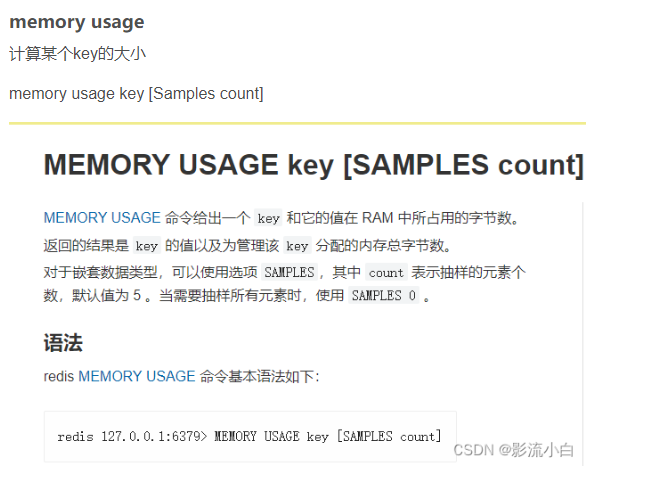 memory usage
计算某个key的大小
memory usage key [Samples count]
MEMORY USAGE key [SAMPLES count]
MEMORY USAGE 命令给出一个 key 和它的值在 RAM 中所占用的字节数。
返回的结果是 key 的值以及为管理该 key 分配的内存总字节数。
对于嵌套数据类型，可以使用选项 SAMPLES，其中 count 表示抽样的元素个
数，默认值为 5 。当需要抽样所有元素时，使用 SAMPLES 0 。
语法
redis MEMORY USAGE 命令基本语法如下：
redis 127.0.0.1:6379> MEMORY USAGE key [SAMPLES count]
CSDN @影流小白